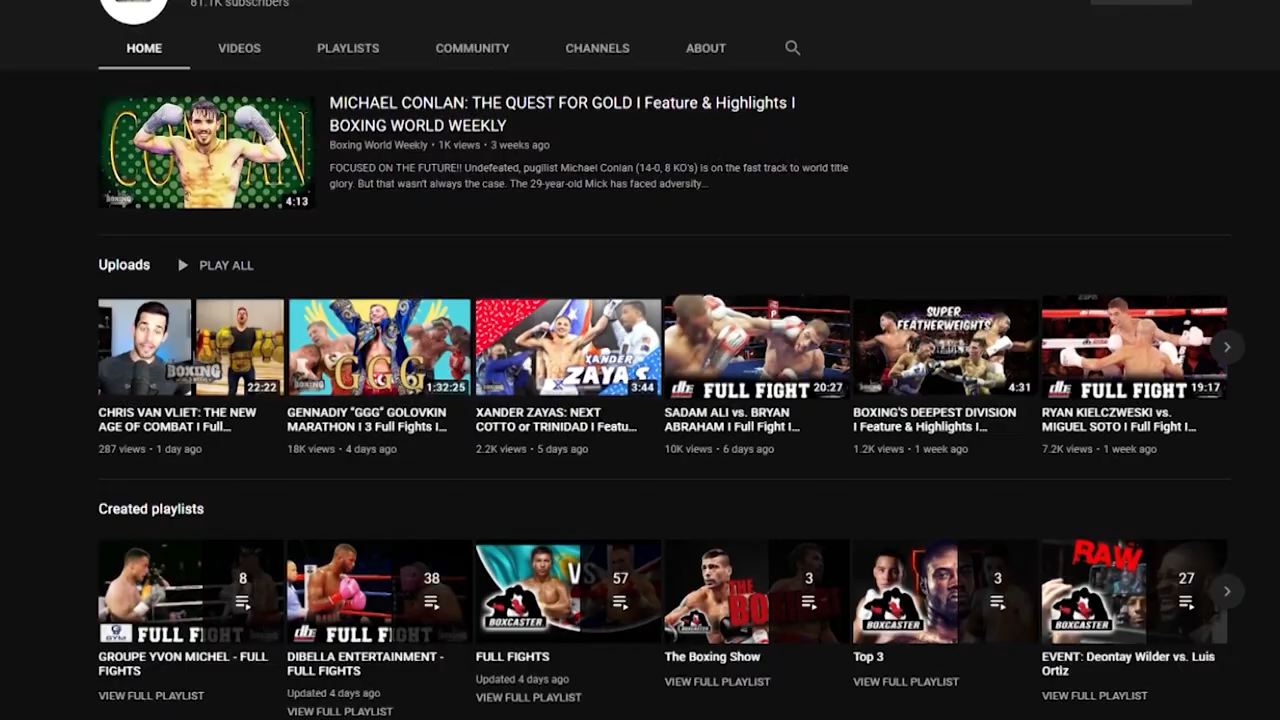 81.1K subscribers
HOME VIDEOS PLAYLISTS COMMUNITY CHANNELS ABOUT
MICHAEL CONLAN: THE QUEST FOR GOLD I Feature & Highlights I
BOXING WORLD WEEKLY
Boxing World Weekly • 1K views • 3 weeks ago
FOCUSED ON THE FUTURE!! Undefeated, pugilist Michael Conlan (14-0, 8 KO's) is on the fast track to world title
glory. But that wasn't always the case. The 29-year-old Mick has faced adversity...
CONLAN
BOXING
4:13
Uploads PLAY ALL
BOXING
22:22
CHRIS VAN VLIET: THE NEW
AGE OF COMBAT I Full...
287 views • 1 day ago
BOXING
GGG
1:32:25
GENNADIY "GGG" GOLOVKIN
MARATHON I 3 Full Fights I...
18K views • 4 days ago
XANDER
ZAYAS
3:44
XANDER ZAYAS: NEXT
COTTO or TRINIDAD I Featu...
2.2K views • 5 days ago
dbe FULL FIGHT 20:27
SADAM ALI vs. BRYAN
ABRAHAM I Full Fight I...
10K views • 6 days ago
SUPER
FEATHERWEIGHTS
4:31
BOXING'S DEEPEST DIVISION
I Feature & Highlights I...
1.2K views • 1 week ago
dbe FULL FIGHT 19:17
RYAN KIELCZWESKI vs.
MIGUEL SOTO I Full Fight I...
7.2K views • 1 week ago
Created playlists
8
GYM FULL FIGHT
GROUPE YVON MICHEL - FULL
FIGHTS
VIEW FULL PLAYLIST
38
dbe FULL FIGHT
DIBELLA ENTERTAINMENT -
FULL FIGHTS
Updated 4 days ago
VIEW FULL PLAYLIST
VS
57
BOXCASTER
FULL FIGHTS
Updated 4 days ago
VIEW FULL PLAYLIST
3
THE
BOXCASTER
The Boxing Show
VIEW FULL PLAYLIST
3
BOXCASTER
Top 3
VIEW FULL PLAYLIST
RAW
27
BOXCASTER
EVENT: Deontay Wilder vs. Luis
Ortiz
VIEW FULL PLAYLIST